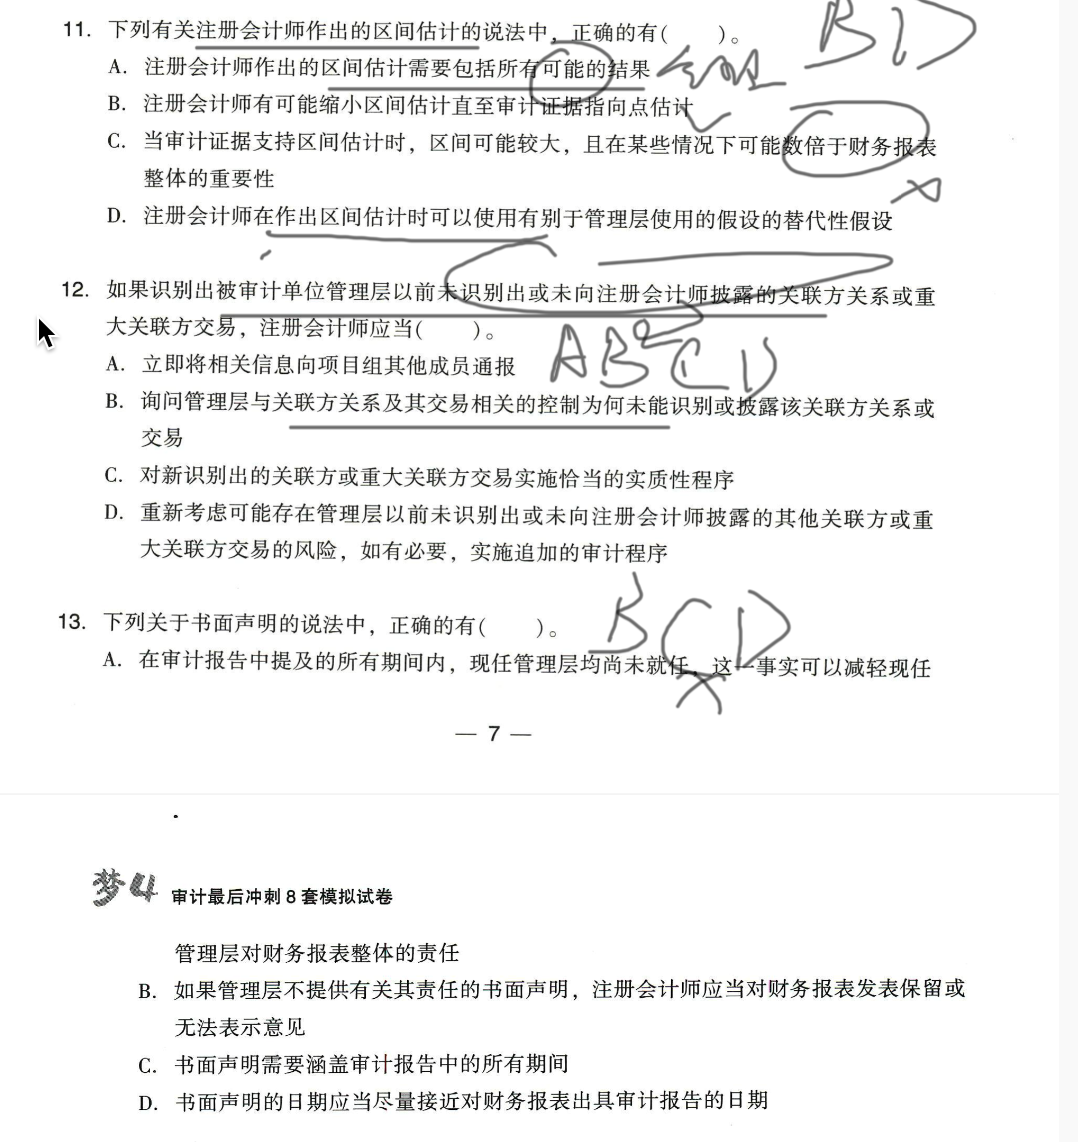 11. 下列有关注册会计师作出的区间估计的说法中，正确的有(　　)。 BD
A. 注册会计师作出的区间估计需要包括所有可能的结果
B. 注册会计师有可能缩小区间估计直至审计证据指向点估计
C. 当审计证据支持区间估计时，区间可能较大，且在某些情况下可能数倍于财务报表
整体的重要性
D. 注册会计师在作出区间估计时可以使用有别于管理层使用的假设的替代性假设
12. 如果识别出被审计单位管理层以前未识别出或未向注册会计师披露的关联方关系或重
大关联方交易，注册会计师应当(　　)。 ABCD
A. 立即将相关信息向项目组其他成员通报
B. 询问管理层与关联方关系及其交易相关的控制为何未能识别或披露该关联方关系或
交易
C. 对新识别出的关联方或重大关联方交易实施恰当的实质性程序
D. 重新考虑可能存在管理层以前未识别出或未向注册会计师披露的其他关联方或重
大关联方交易的风险，如有必要，实施追加的审计程序
13. 下列关于书面声明的说法中，正确的有(　　)。 BCD
A. 在审计报告中提及的所有期间内，现任管理层均尚未就任，这一事实可以减轻现任
— 7 —
梦4 审计最后冲刺8套模拟试卷
管理层对财务报表整体的责任
B. 如果管理层不提供有关其责任的书面声明，注册会计师应当对财务报表发表保留或
无法表示意见
C. 书面声明需要涵盖审计报告中的所有期间
D. 书面声明的日期应当尽量接近对财务报表出具审计报告的日期